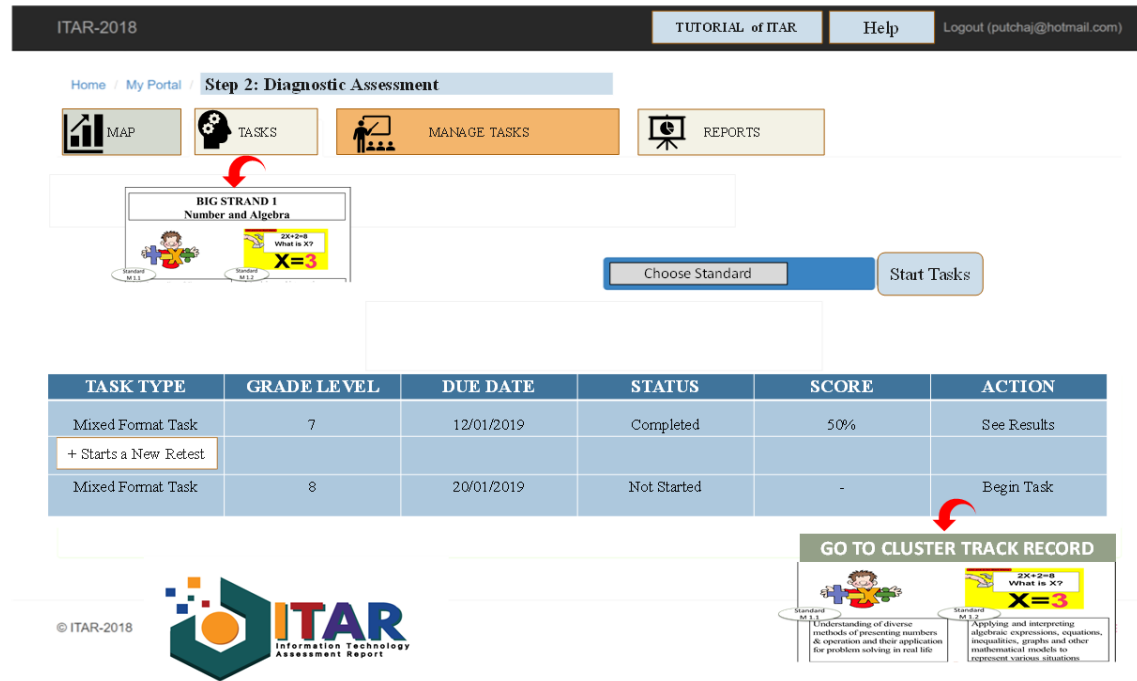 ITAR-2018
TUTORIAL of ITAR
Help
Logout (putchaj@hotmail.com)
Home / My Portal / Step 2: Diagnostic Assessment
MAP
TASKS
MANAGE TASKS
REPORTS
BIG STRAND 1
Number and Algebra
2X+2=8
What is X?
X=3
Standard
M 1.1
Standard
M 1.2
Choose Standard
Start Tasks
TASK TYPE GRADE LEVEL DUE DATE STATUS SCORE ACTION
Mixed Format Task 7 12/01/2019 Completed 50% See Results
+ Starts a New Retest
Mixed Format Task 8 20/01/2019 Not Started - Begin Task
GO TO CLUSTER TRACK RECORD
2X+2=8
What is X?
X=3
Standard
M 1.1
Standard
M 1.2
Understanding of diverse
methods of presenting numbers
& operation and their application
for problem solving in real life
Applying and interpreting
algebraic expressions, equations,
inequalities, graphs and other
mathematical models to
represent various situations
© ITAR-2018
ITAR
Information Technology
Assessment Report